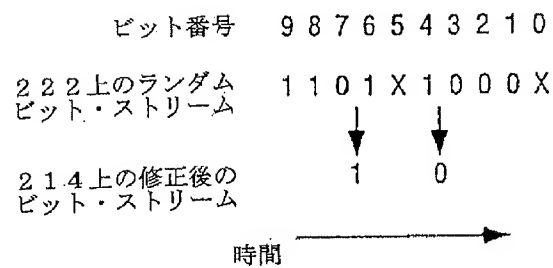 ビット番号 9 8 7 6 5 4 3 2 1 0
222上のランダム
ビット・ストリーム 1 1 0 1 X 1 0 0 0 X
214上の修正後の
ビット・ストリーム 1 0
時間